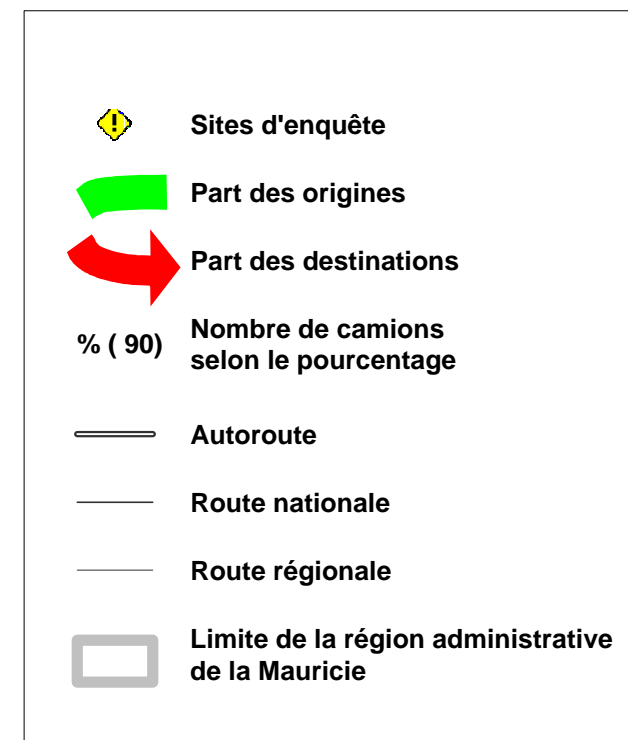 Sites d'enquête
Part des origines
Part des destinations
% ( 90) Nombre de camions
selon le pourcentage
Autoroute
Route nationale
Route régionale
Limite de la région administrative
de la Mauricie